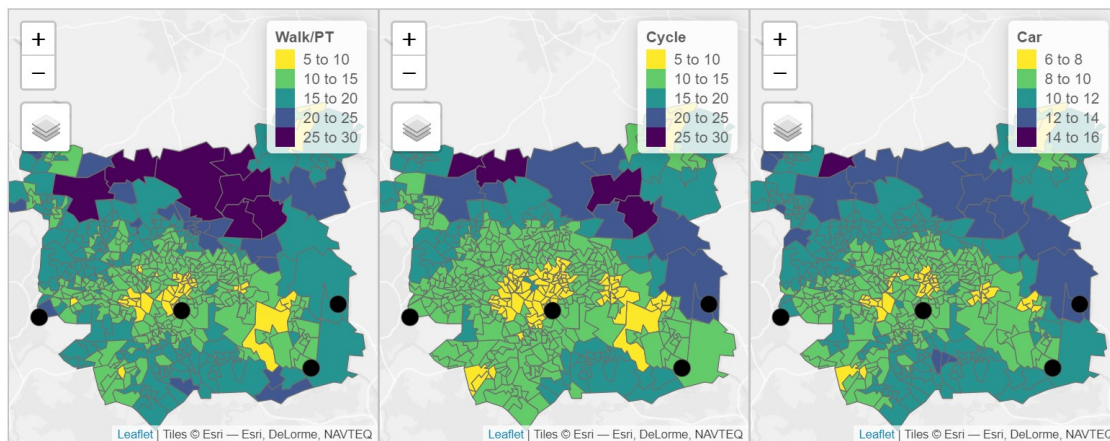 +
−
Walk/PT
5 to 10
10 to 15
15 to 20
20 to 25
25 to 30
Leaflet | Tiles © Esri — Esri, DeLorme, NAVTEQ
+
−
Cycle
5 to 10
10 to 15
15 to 20
20 to 25
25 to 30
Leaflet | Tiles © Esri — Esri, DeLorme, NAVTEQ
+
−
Car
6 to 8
8 to 10
10 to 12
12 to 14
14 to 16
Leaflet | Tiles © Esri — Esri, DeLorme, NAVTEQ